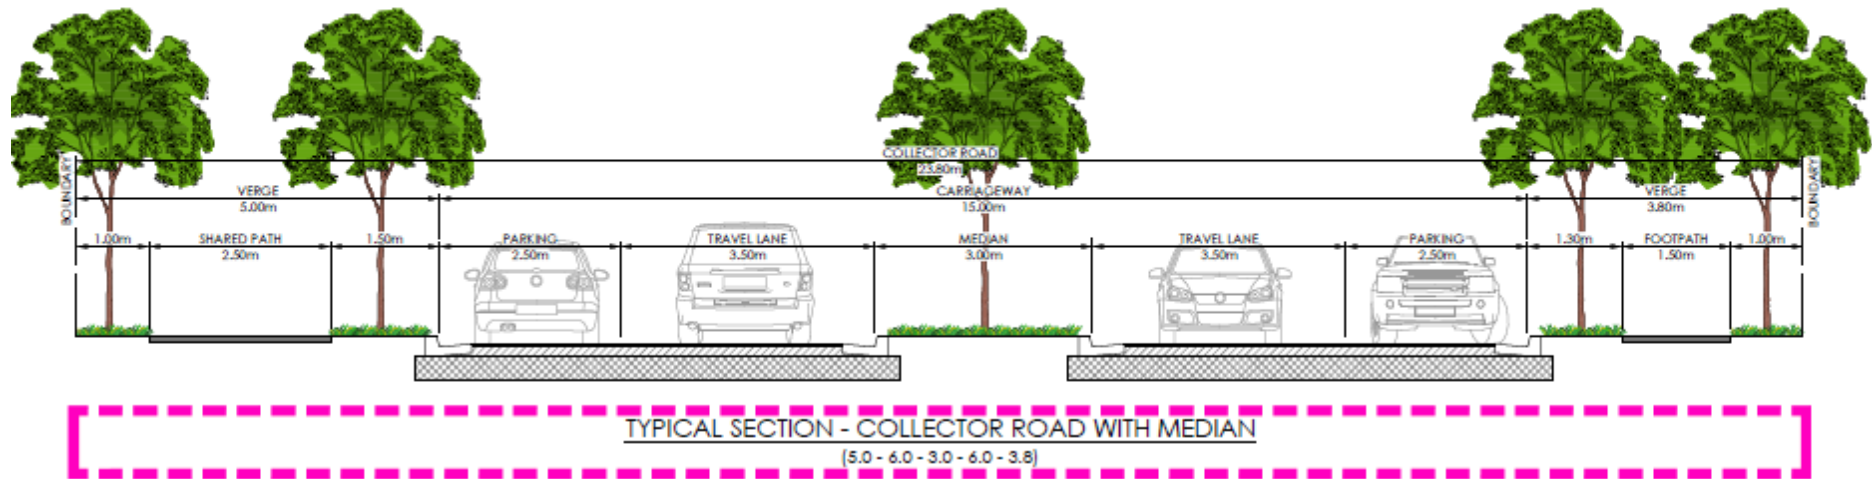 COLLECTOR ROAD
23.80m
BOUNDARY
VERGE
5.00m
CARRIAGEWAY
15.00m
VERGE
3.80m
BOUNDARY
1.00m
SHARED PATH
2.50m
1.50m
PARKING
2.50m
TRAVEL LANE
3.50m
MEDIAN
3.00m
TRAVEL LANE
3.50m
PARKING
2.50m
1.30m
FOOTPATH
1.50m
1.00m
TYPICAL SECTION - COLLECTOR ROAD WITH MEDIAN
(5.0 - 6.0 - 3.0 - 6.0 - 3.8)